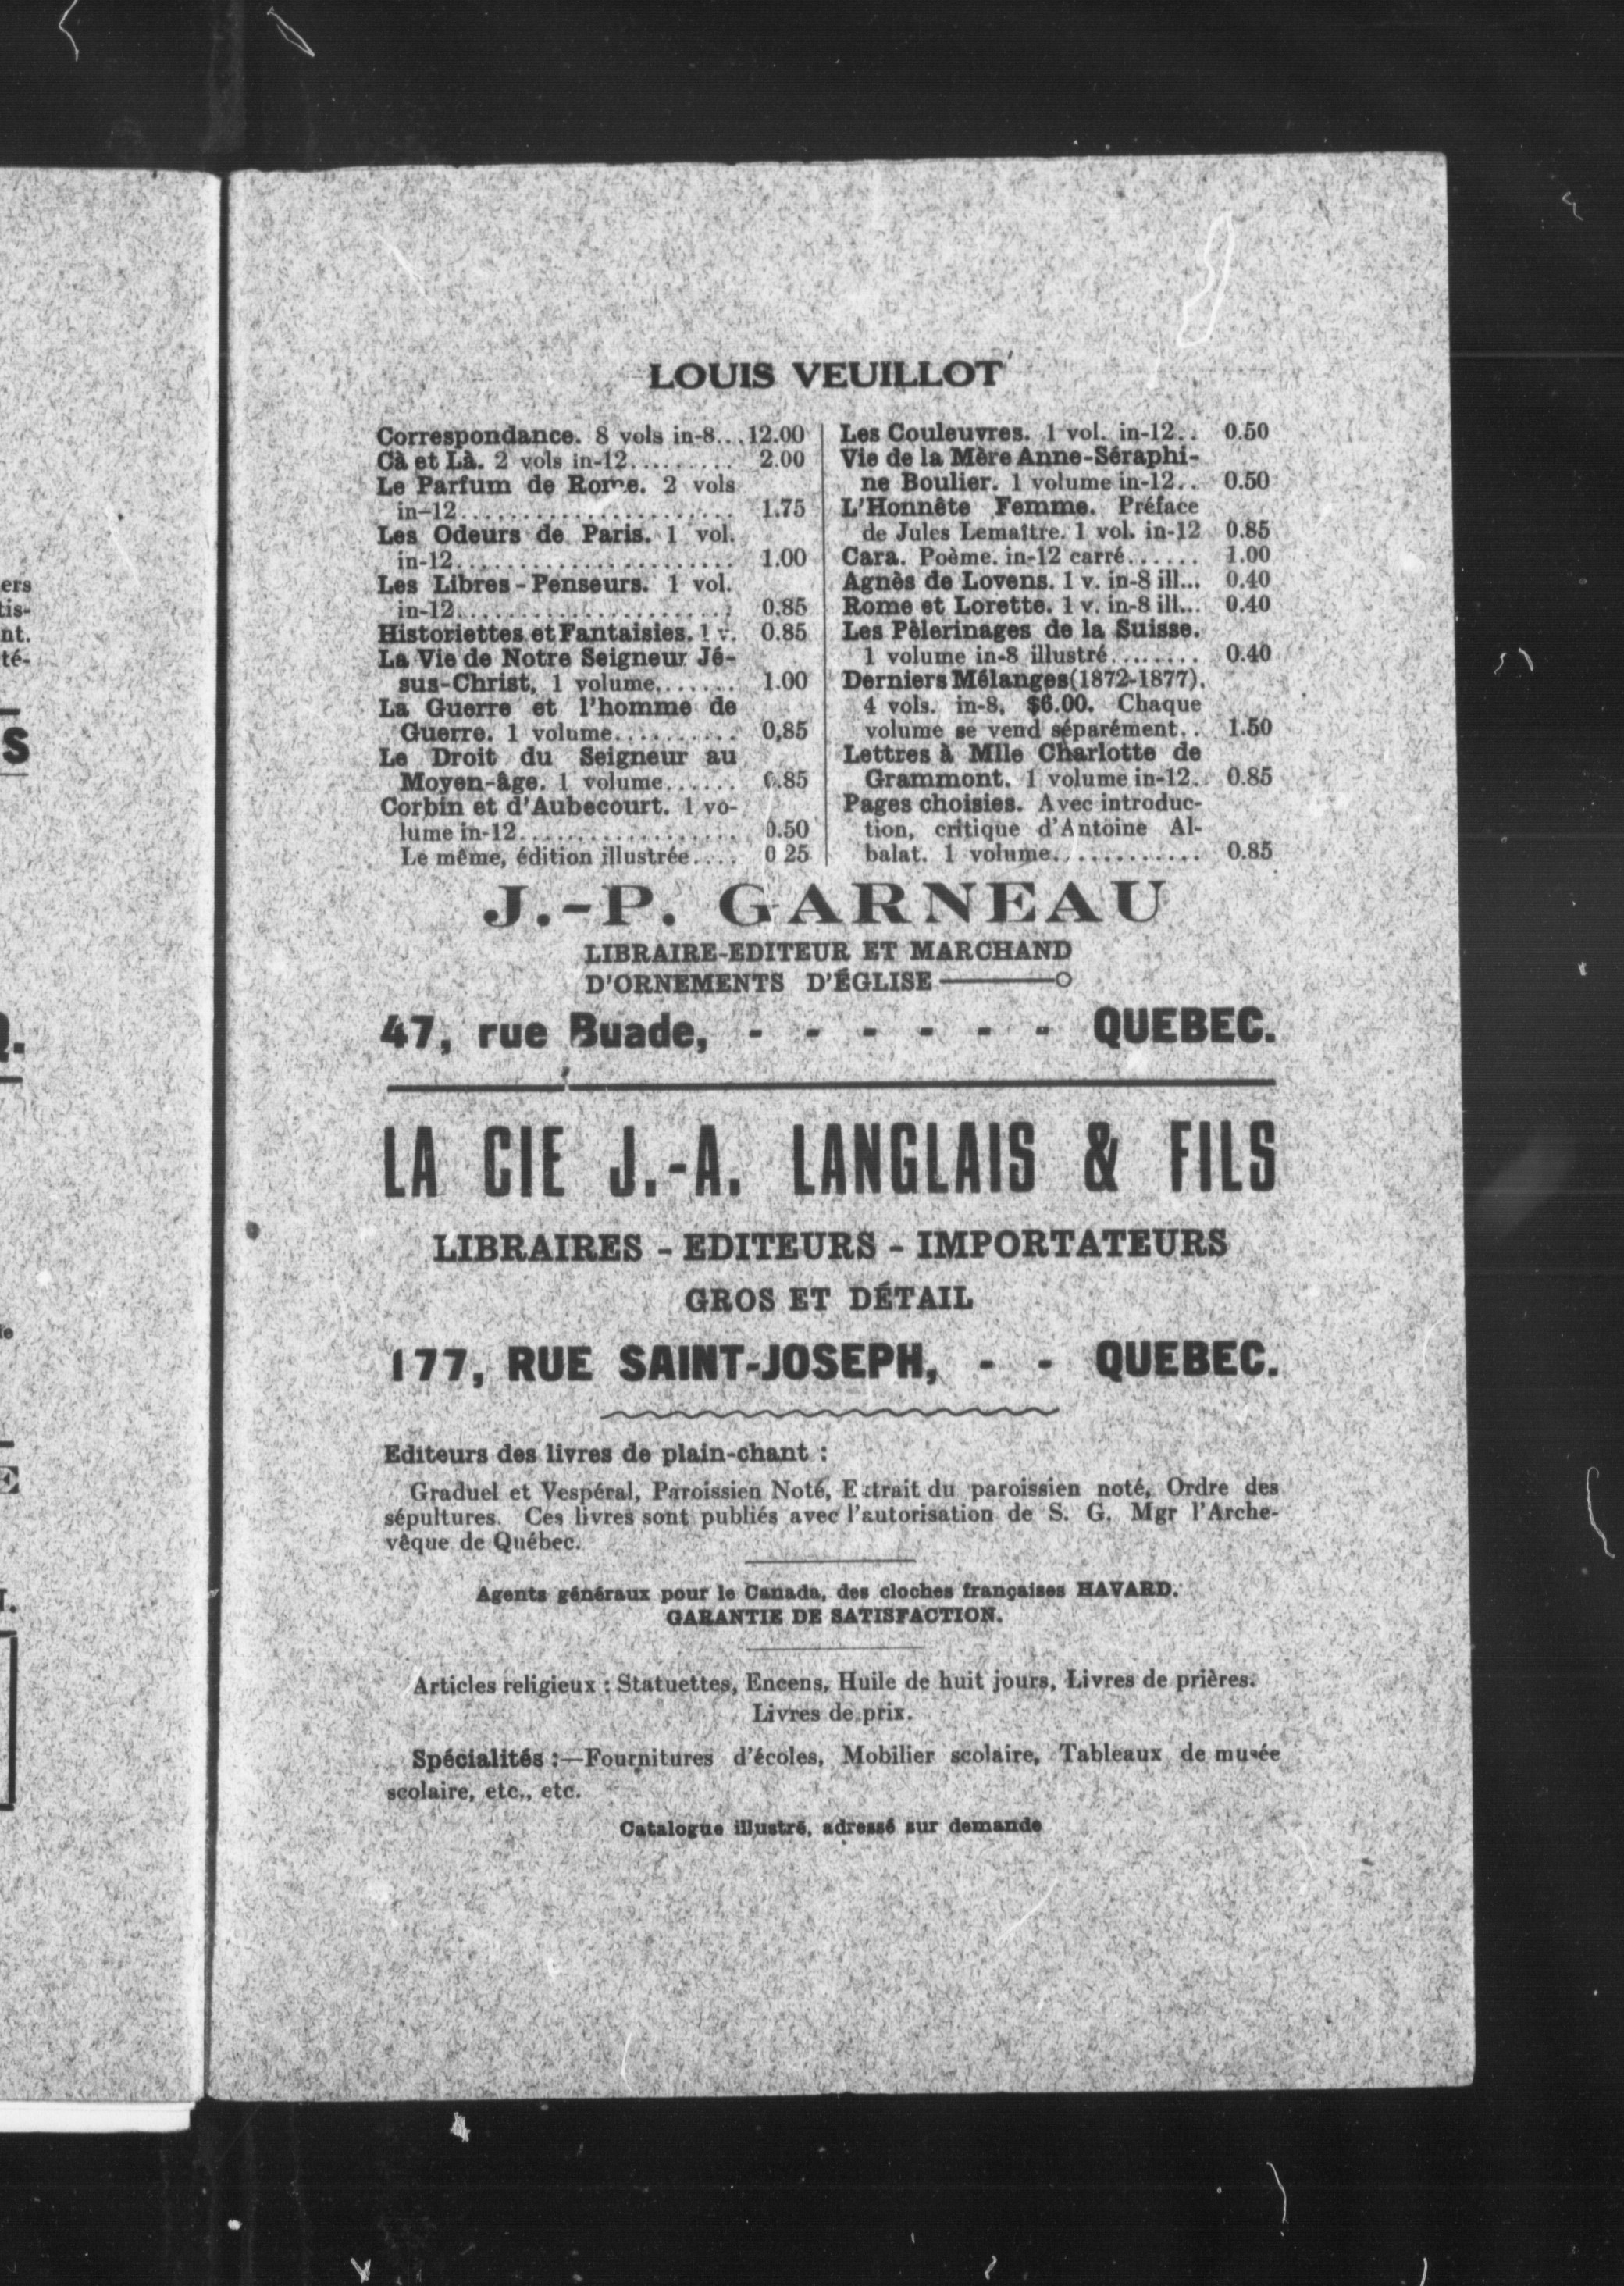 ers
tis-
nt.
té-
S
LOUIS VEUILLOT
Correspondance. 8 vols in-8...12.00
Cà et Là. 2 vols in-12......... 2.00
Le Parfum de Rome. 2 vols
in-12...................... 1.75
Les Odeurs de Paris. 1 vol.
in-12...................... 1.00
Les Libres-Penseurs. 1 vol.
in-12...................... 0.85
Historiettes et Fantaisies. 1 v. 0.85
La Vie de Notre Seigneur Jé-
sus-Christ, 1 volume....... 1.00
La Guerre et l'homme de
Guerre. 1 volume.......... 0,85
Le Droit du Seigneur au
Moyen-âge. 1 volume...... 0.85
Corbin et d'Aubecourt. 1 vo-
lume in-12.................. 0.50
Le même, édition illustrée.... 0 25
Les Couleuvres. 1 vol. in-12.. 0.50
Vie de la Mère Anne-Séraphi-
ne Boulier. 1 volume in-12.. 0.50
L'Honnête Femme. Préface
de Jules Lemaître. 1 vol. in-12 0.85
Cara. Poème. in-12 carré...... 1.00
Agnès de Lovens. 1 v. in-8 ill... 0.40
Rome et Lorette. 1 v. in-8 ill... 0.40
Les Pèlerinages de la Suisse.
1 volume in-8 illustré........ 0.40
Derniers Mélanges(1872-1877).
4 vols. in-8, $6.00. Chaque
volume se vend séparément.. 1.50
Lettres à Mlle Charlotte de
Grammont. 1 volume in-12.. 0.85
Pages choisies. Avec introduc-
tion, critique d'Antoine Al-
balat. 1 volume............ 0.85
J.-P. GARNEAU
LIBRAIRE-EDITEUR ET MARCHAND
D'ORNEMENTS D'ÉGLISE
47, rue Buade, - - - - - - QUEBEC.
LA CIE J.-A. LANGLAIS & FILS
LIBRAIRES - EDITEURS - IMPORTATEURS
GROS ET DÉTAIL
177, RUE SAINT-JOSEPH, - - QUEBEC.
Editeurs des livres de plain-chant :
Graduel et Vespéral, Paroissien Noté, Extrait du paroissien noté, Ordre des
sépultures. Ces livres sont publiés avec l'autorisation de S. G. Mgr l'Arche-
vêque de Québec.
Agents généraux pour le Canada, des cloches françaises HAVARD.
GARANTIE DE SATISFACTION.
Articles religieux : Statuettes, Encens, Huile de huit jours, Livres de prières.
Livres de prix.
Spécialités :—Fournitures d'écoles, Mobilier scolaire, Tableaux de musée
scolaire, etc., etc.
Catalogue illustré, adressé sur demande